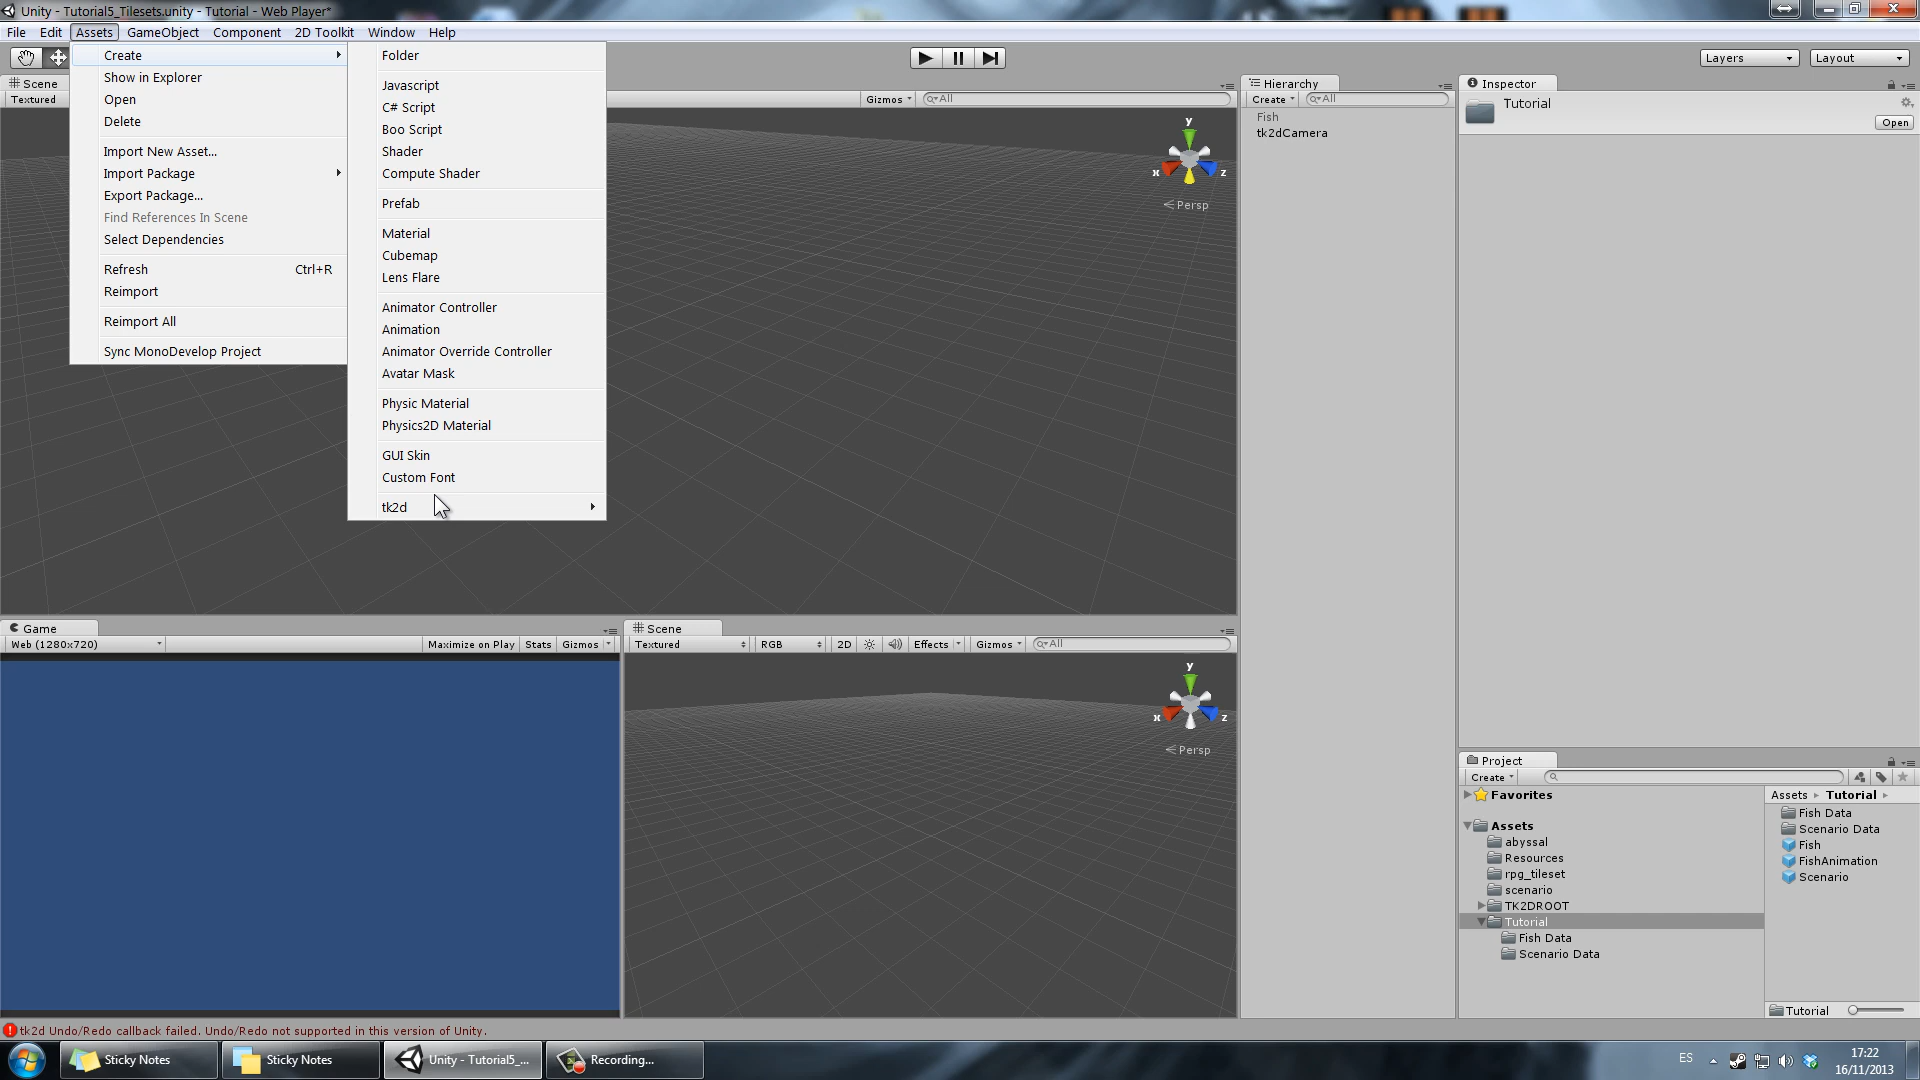 Unity - Tutorial5_Tilesets.unity - Tutorial - Web Player*
File Edit Assets GameObject Component 2D Toolkit Window Help
Layers Layout
Create
Show in Explorer
Open
Delete
Import New Asset...
Import Package
Export Package...
Find References In Scene
Select Dependencies
Refresh Ctrl+R
Reimport
Reimport All
Sync MonoDevelop Project
Folder
Javascript
C# Script
Boo Script
Shader
Compute Shader
Prefab
Material
Cubemap
Lens Flare
Animator Controller
Animation
Animator Override Controller
Avatar Mask
Physic Material
Physics2D Material
GUI Skin
Custom Font
tk2d
Scene
Textured
Gizmos All
y
x z
Persp
Hierarchy
Create All
Fish
tk2dCamera
Inspector
Tutorial
Open
Game
Web (1280x720) Maximize on Play Stats Gizmos
Scene
Textured RGB 2D Effects Gizmos All
y
x z
Persp
Project
Create
Favorites
Assets
abyssal
Resources
rpg_tileset
scenario
TK2DROOT
Tutorial
Fish Data
Scenario Data
Assets Tutorial
Fish Data
Scenario Data
Fish
FishAnimation
Scenario
Tutorial
tk2d Undo/Redo callback failed. Undo/Redo not supported in this version of Unity.
Sticky Notes Sticky Notes Unity - Tutorial5_... Recording... ES 17:22
16/11/2013